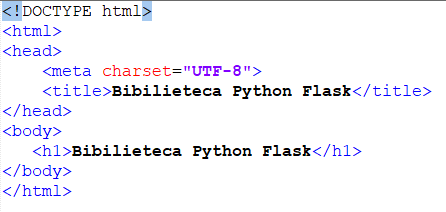 <!DOCTYPE html>
<html>
<head>
    <meta charset="UTF-8">
    <title>Bibilieteca Python Flask</title>
</head>
<body>
   <h1>Bibilieteca Python Flask</h1>
</body>
</html>